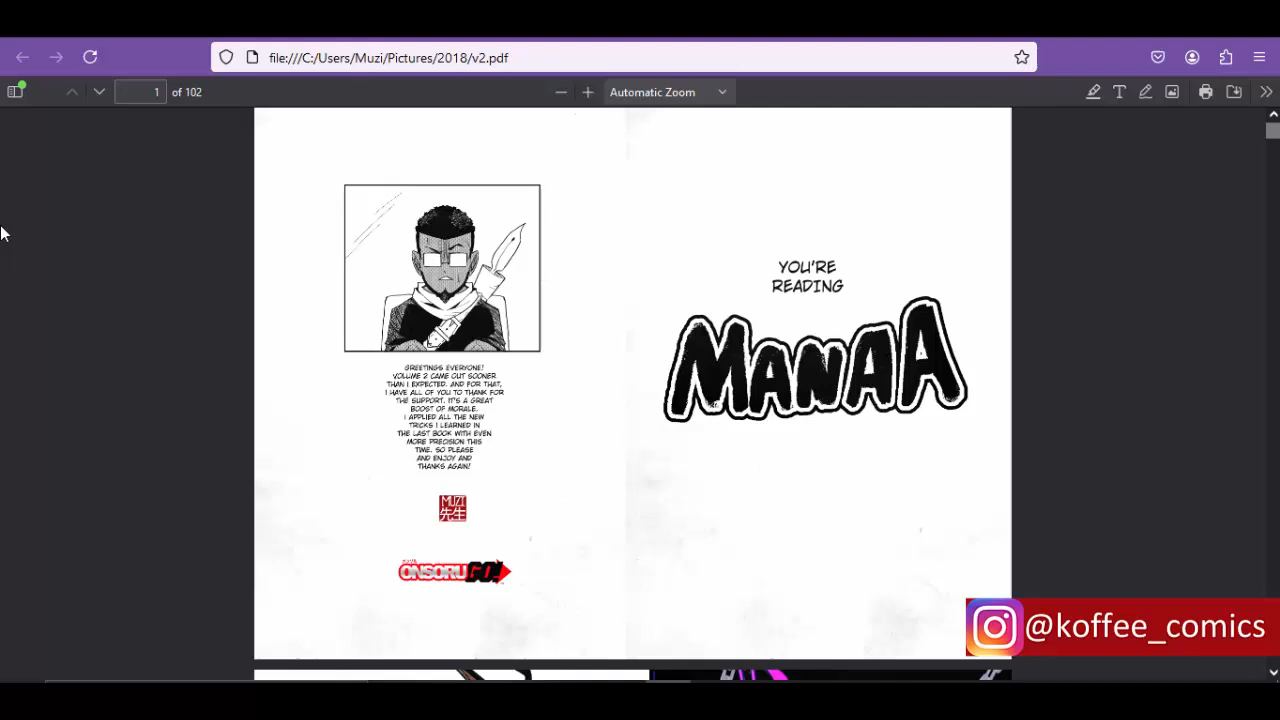 file:///C:/Users/Muzi/Pictures/2018/v2.pdf
1 of 102
Automatic Zoom
GREETINGS EVERYONE!
VOLUME 2 CAME OUT SOONER
THAN I EXPECTED. AND FOR THAT,
I HAVE ALL OF YOU TO THANK FOR
THE SUPPORT. IT'S A GREAT
BOOST OF MORALE.
I APPLIED ALL THE NEW
TRICKS I LEARNED IN
THE LAST BOOK WITH EVEN
MORE PRECISION THIS
TIME. SO PLEASE
AND ENJOY AND
THANKS AGAIN!
MUZI
先生
ONSORUGO!
YOU'RE
READING
MANAA
@koffee_comics